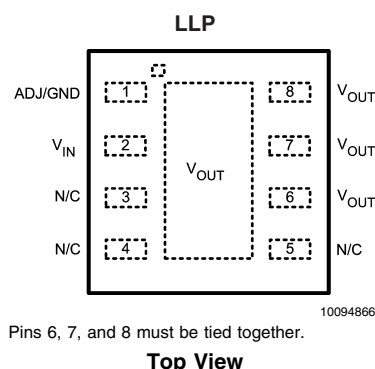 LLP
ADJ/GND 1 8 VOUT
VIN 2 7 VOUT
VOUT
N/C 3 6 VOUT
N/C 4 5 N/C
10094866
Pins 6, 7, and 8 must be tied together.
Top View